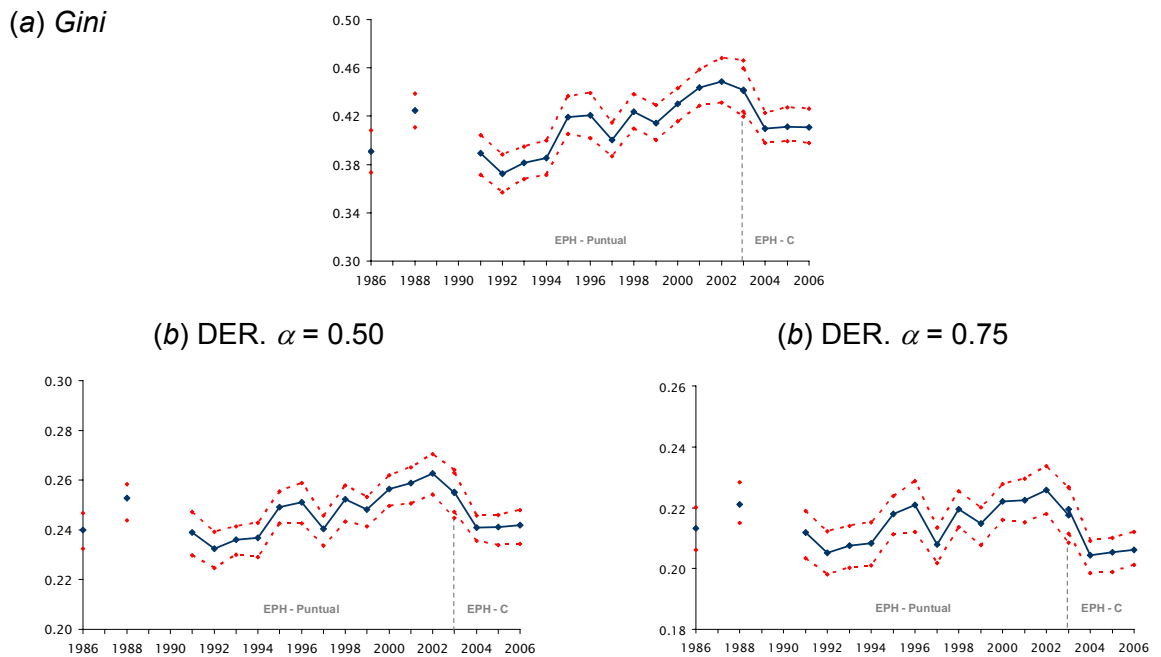 (a) Gini
0.50
0.46
0.42
0.38
0.34
0.30
EPH - Puntual EPH - C
1986 1988 1990 1992 1994 1996 1998 2000 2002 2004 2006
(b) DER. α = 0.50
0.30
0.28
0.26
0.24
0.22
0.20
EPH - Puntual EPH - C
1986 1988 1990 1992 1994 1996 1998 2000 2002 2004 2006
(b) DER. α = 0.75
0.26
0.24
0.22
0.20
0.18
EPH - Puntual EPH - C
1986 1988 1990 1992 1994 1996 1998 2000 2002 2004 2006